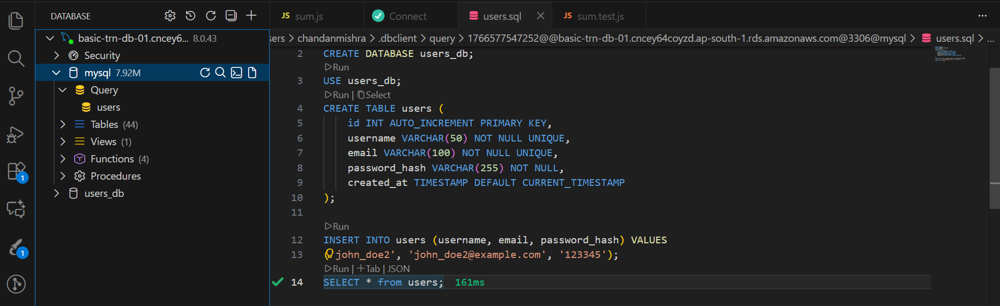 DATABASE
basic-trn-db-01.cncey6... 8.0.43
Security
mysql 7.92M
Query
users
Tables (44)
Views (1)
Functions (4)
Procedures
users_db
1
1
JS sum.js
Connect
users.sql
JS sum.test.js
...
sers > chandanmishra > .dbclient > query > 1766577547252@@basic-trn-db-01.cncey64coyzd.ap-south-1.rds.amazonaws.com@3306@mysql > users.sql > ...
2 CREATE DATABASE users_db;
Run
3 USE users_db;
Run | Select
4 CREATE TABLE users (
5 id INT AUTO_INCREMENT PRIMARY KEY,
6 username VARCHAR(50) NOT NULL UNIQUE,
7 email VARCHAR(100) NOT NULL UNIQUE,
8 password_hash VARCHAR(255) NOT NULL,
9 created_at TIMESTAMP DEFAULT CURRENT_TIMESTAMP
10 );
11
Run
12 INSERT INTO users (username, email, password_hash) VALUES
13 (john_doe2', 'john_doe2@example.com', '123345');
Run | +Tab | JSON
14 SELECT * from users; 161ms